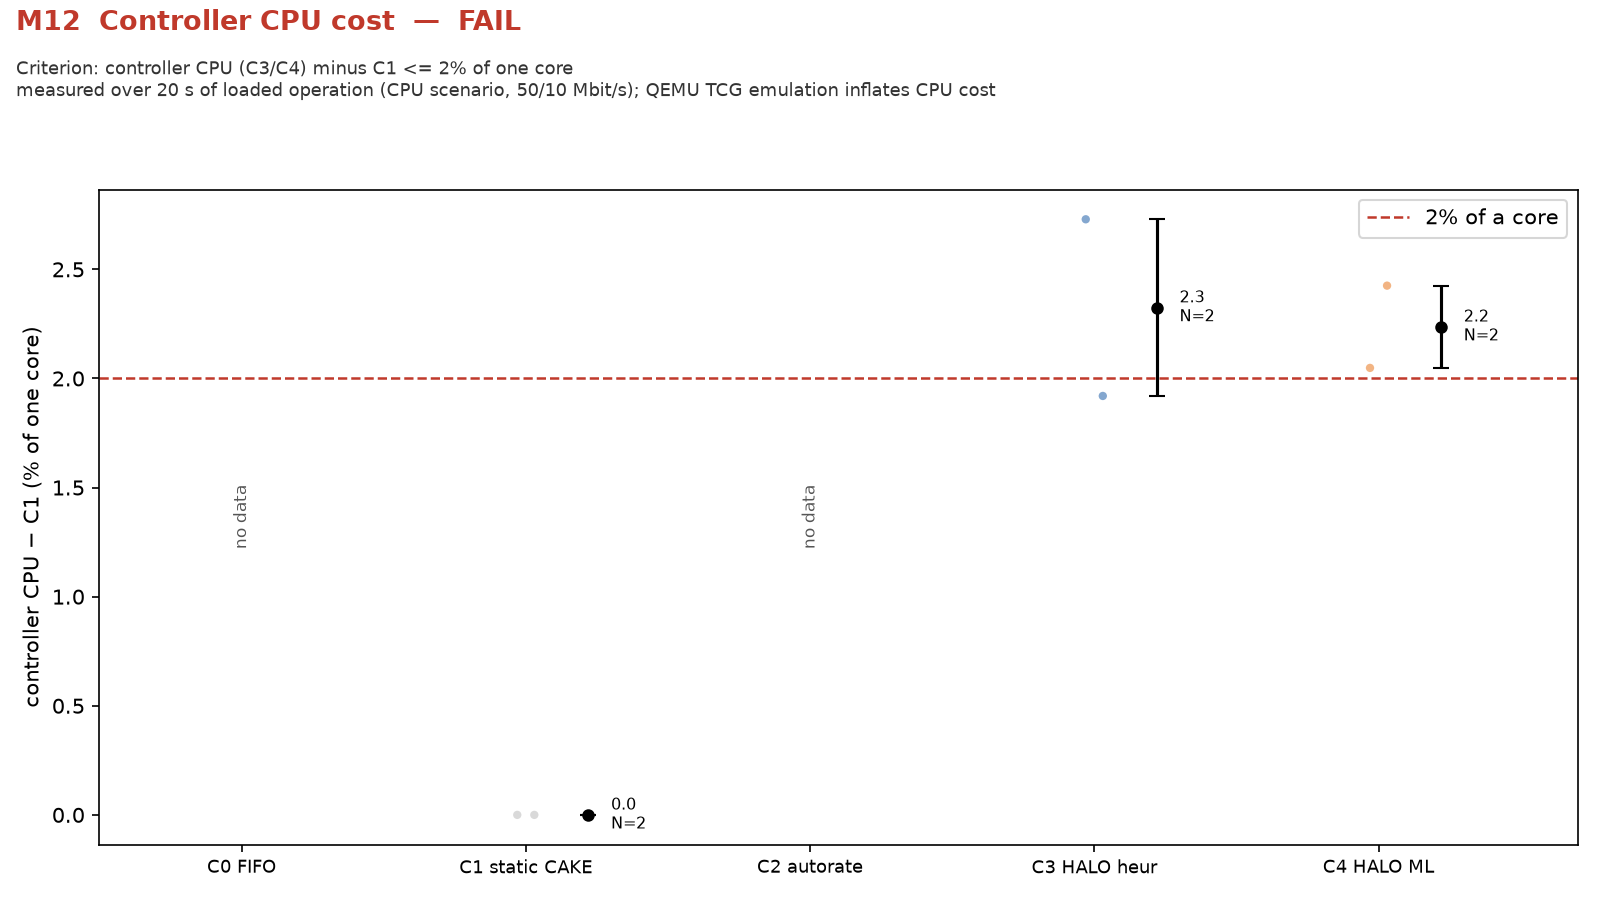 M12 Controller CPU cost — FAIL
Criterion: controller CPU (C3/C4) minus C1 <= 2% of one core
measured over 20 s of loaded operation (CPU scenario, 50/10 Mbit/s); QEMU TCG emulation inflates CPU cost
2% of a core
controller CPU − C1 (% of one core)
2.5
2.0
1.5
1.0
0.5
0.0
no data
0.0
N=2
no data
2.3
N=2
2.2
N=2
C0 FIFO
C1 static CAKE
C2 autorate
C3 HALO heur
C4 HALO ML